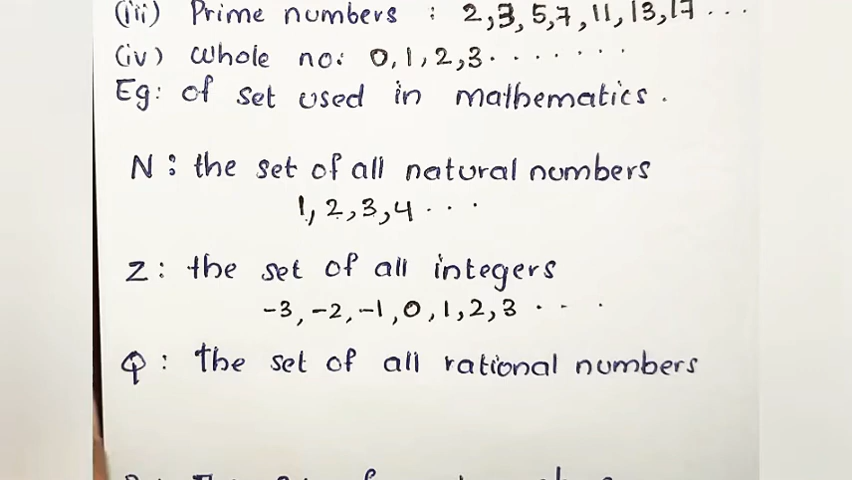 (iii) Prime numbers : 2,3,5,7,11,13,17 ...
(iv) Whole no: 0,1,2,3.......
Eg: of set used in mathematics.
N: the set of all natural numbers
1,2,3,4...
Z: the set of all integers
-3,-2,-1,0,1,2,3...
Q: the set of all rational numbers